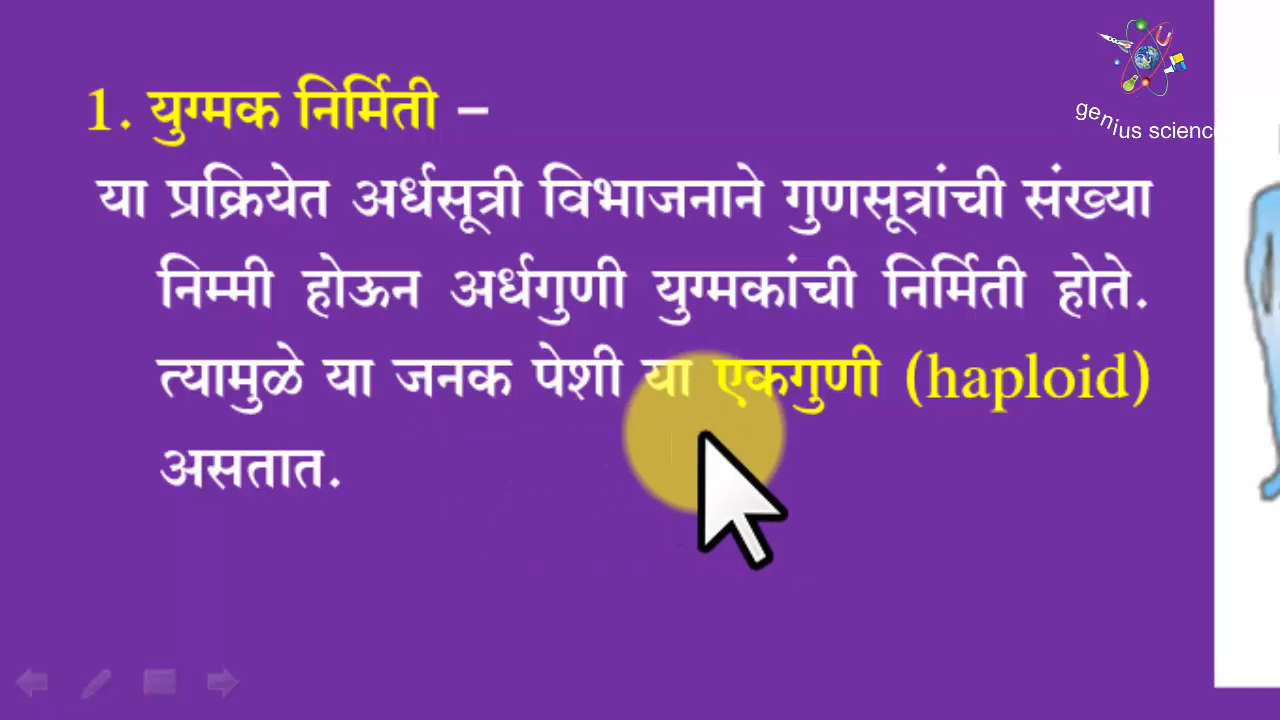 genius science
1. युग्मक निर्मिती –
या प्रक्रियेत अर्धसूत्री विभाजनाने गुणसूत्रांची संख्या
निम्मी होऊन अर्धगुणी युग्मकांची निर्मिती होते.
त्यामुळे या जनक पेशी या एकगुणी (haploid)
असतात.